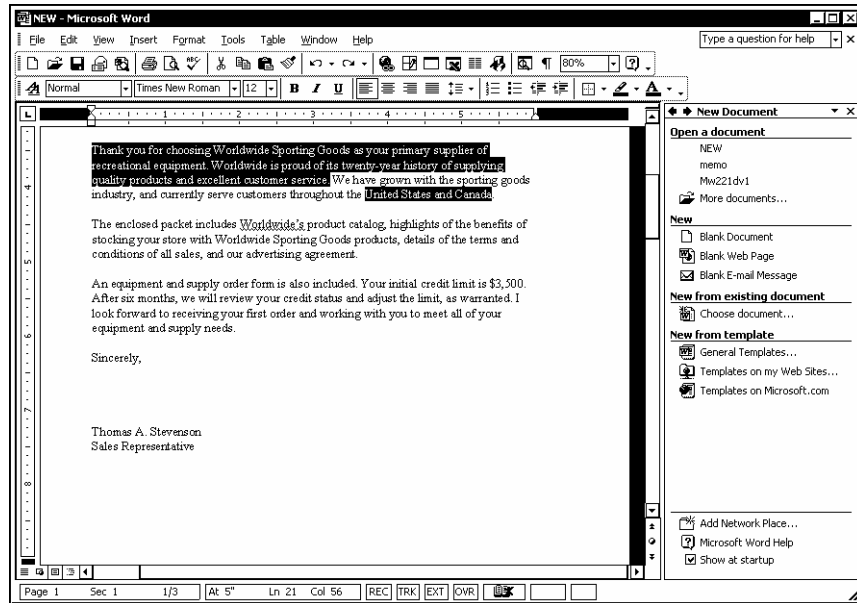 NEW - Microsoft Word
File Edit View Insert Format Tools Table Window Help
Type a question for help
80%
Normal Times New Roman 12 B I U
1 2 3 4 5
New Document
Open a document
NEW
memo
Mw221dv1
More documents...
New
Blank Document
Blank Web Page
Blank E-mail Message
New from existing document
Choose document...
New from template
General Templates...
Templates on my Web Sites...
Templates on Microsoft.com
Add Network Place...
Microsoft Word Help
Show at startup
Thank you for choosing Worldwide Sporting Goods as your primary supplier of
recreational equipment. Worldwide is proud of its twenty-year history of supplying
quality products and excellent customer service. We have grown with the sporting goods
industry, and currently serve customers throughout the United States and Canada.
The enclosed packet includes Worldwide's product catalog, highlights of the benefits of
stocking your store with Worldwide Sporting Goods products, details of the terms and
conditions of all sales, and our advertising agreement.
An equipment and supply order form is also included. Your initial credit limit is $3,500.
After six months, we will review your credit status and adjust the limit, as warranted. I
look forward to receiving your first order and working with you to meet all of your
equipment and supply needs.
Sincerely,
Thomas A. Stevenson
Sales Representative
4
5
6
7
8
Page 1 Sec 1 1/3 At 5" Ln 21 Col 56 REC TRK EXT OVR